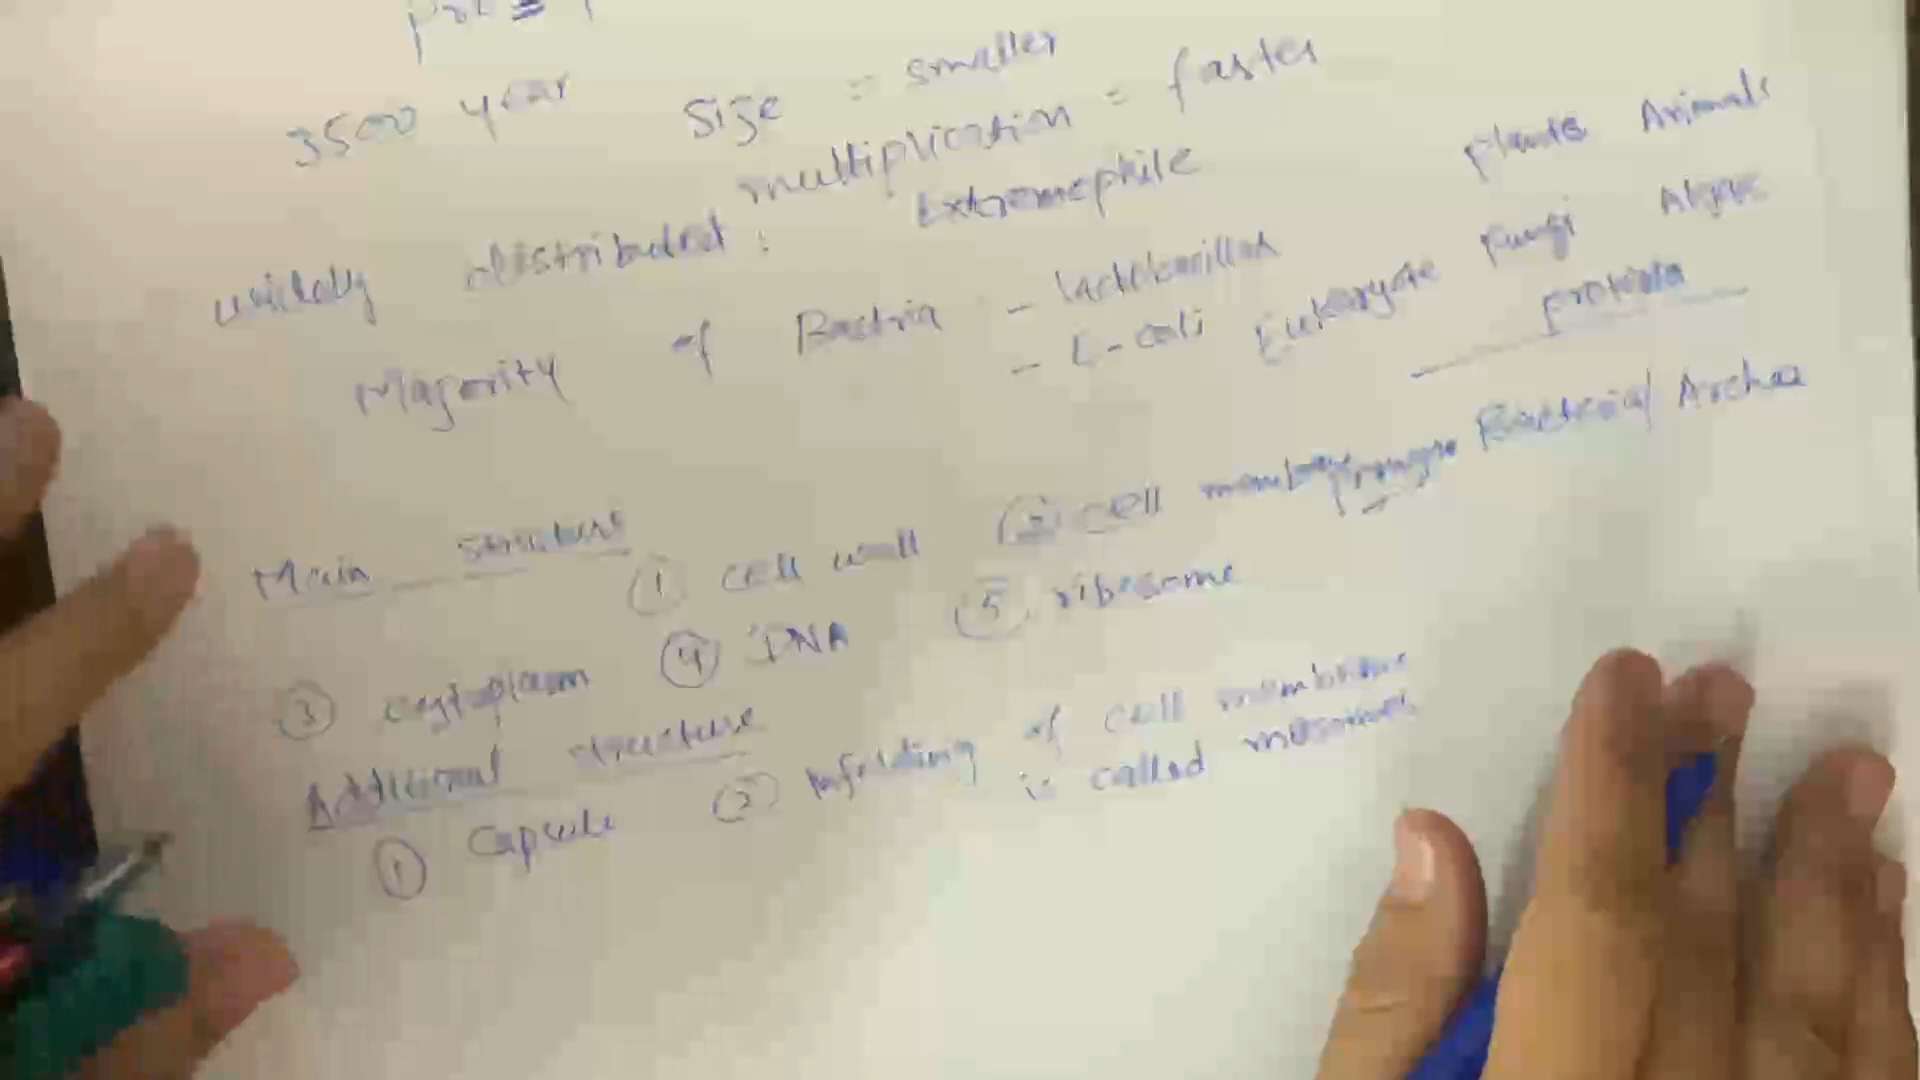 3500 year Size = smaller
multiplication = faster
widely distributed : Extremophile
plants Animals
Majority of Bactria - lactobacillus
- E-coli Eukaryote Fungi Algae
protista
Bacteria/ Archea
Main structure ① cell wall ② cell membrane
③ cytoplasm ④ DNA ⑤ ribosome
Additional structure
① Capsule ② infolding of cell membrane
is called mesomes